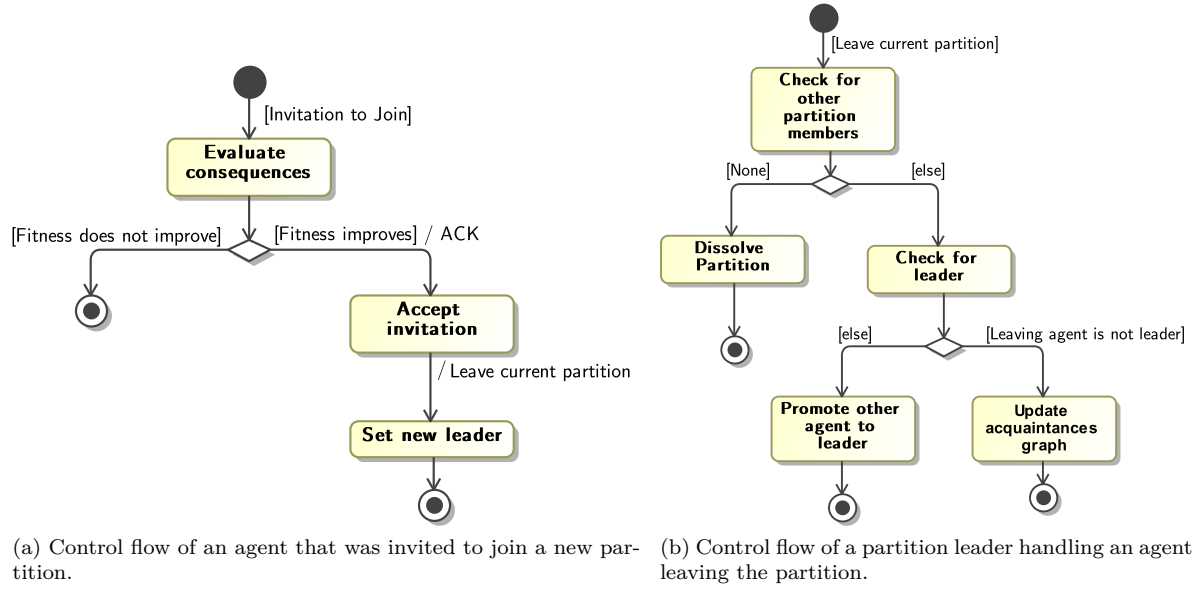 [Invitation to Join]
Evaluate
consequences
[Fitness does not improve]
[Fitness improves] / ACK
Accept
invitation
/ Leave current partition
Set new leader
(a) Control flow of an agent that was invited to join a new par-
tition.
[Leave current partition]
Check for
other
partition
members
[None]
[else]
Dissolve
Partition
Check for
leader
[else]
[Leaving agent is not leader]
Promote other
agent to
leader
Update
acquaintances
graph
(b) Control flow of a partition leader handling an agent
leaving the partition.